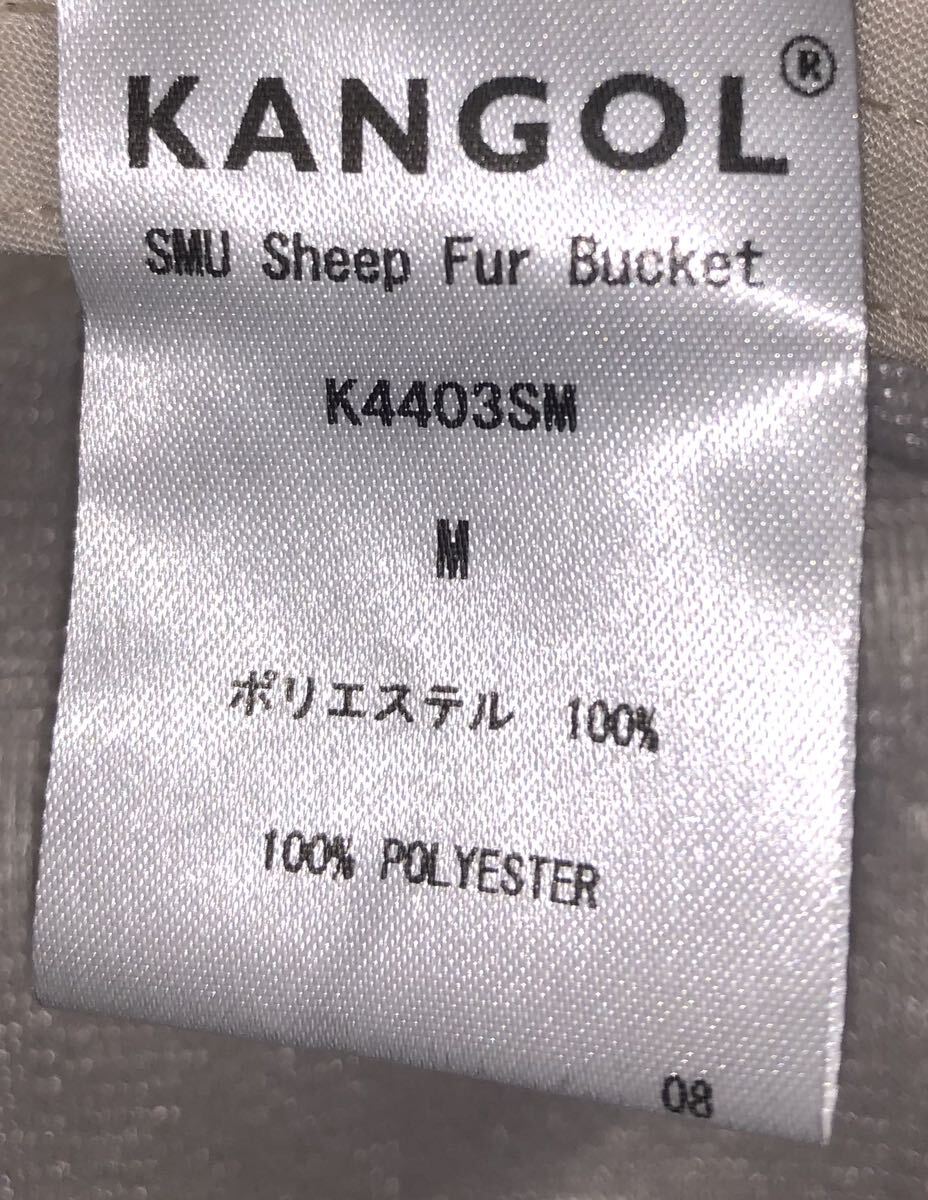 KANGOL®
SMU Sheep Fur Bucket
K4403SM
M
ポリエステル 100%
100% POLYESTER
08